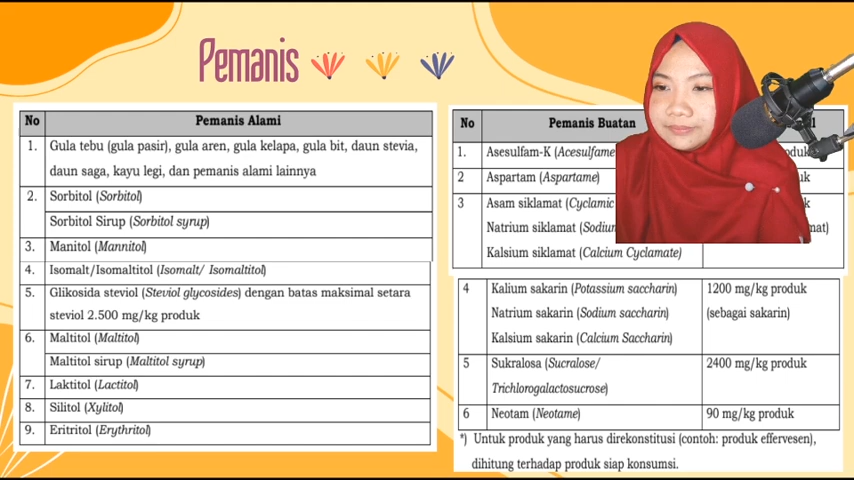 Pemanis
No Pemanis Alami
1. Gula tebu (gula pasir), gula aren, gula kelapa, gula bit, daun stevia,
daun saga, kayu legi, dan pemanis alami lainnya
2. Sorbitol (Sorbitol)
Sorbitol Sirup (Sorbitol syrup)
3. Manitol (Mannitol)
4. Isomalt/Isomaltitol (Isomalt/ Isomaltitol)
5. Glikosida steviol (Steviol glycosides) dengan batas maksimal setara
steviol 2.500 mg/kg produk
6. Maltitol (Maltitol)
Maltitol sirup (Maltitol syrup)
7. Laktitol (Lactitol)
8. Silitol (Xylitol)
9. Eritritol (Erythritol)
No Pemanis Buatan
1. Asesulfam-K (Acesulfame
2 Aspartam (Aspartame)
3 Asam siklamat (Cyclamic
Natrium siklamat (Sodium
Kalsium siklamat (Calcium Cyclamate)
4 Kalium sakarin (Potassium saccharin) 1200 mg/kg produk
Natrium sakarin (Sodium saccharin) (sebagai sakarin)
Kalsium sakarin (Calcium Saccharin)
5 Sukralosa (Sucralose/ 2400 mg/kg produk
Trichlorogalactosucrose)
6 Neotam (Neotame) 90 mg/kg produk
*) Untuk produk yang harus direkonstitusi (contoh: produk effervesen),
dihitung terhadap produk siap konsumsi.